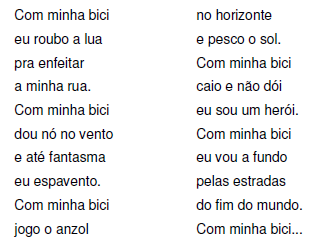 Com minha bici
eu roubo a lua
pra enfeitar
a minha rua.
Com minha bici
dou nó no vento
e até fantasma
eu espavento.
Com minha bici
jogo o anzol
no horizonte
e pesco o sol.
Com minha bici
caio e não dói
eu sou um herói.
Com minha bici
eu vou a fundo
pelas estradas
do fim do mundo.
Com minha bici...